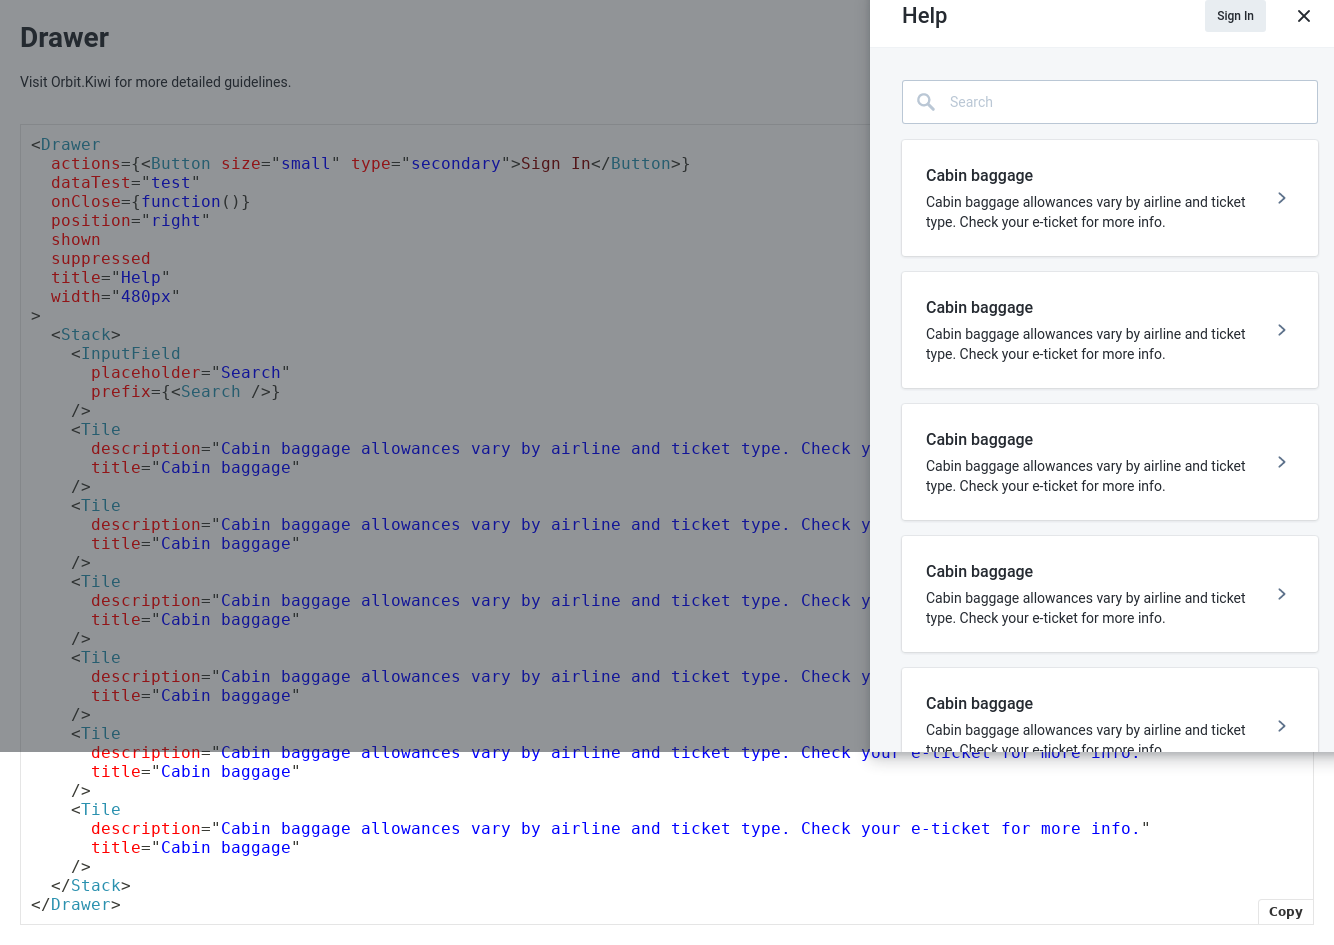 Drawer
Visit Orbit.Kiwi for more detailed guidelines.
<Drawer
actions={<Button size="small" type="secondary">Sign In</Button>}
dataTest="test"
onClose={function()}
position="right"
shown
suppressed
title="Help"
width="480px"
>
<Stack>
<InputField
placeholder="Search"
prefix={<Search />}
/>
<Tile
description="Cabin baggage allowances vary by airline and ticket type. Check y
title="Cabin baggage"
/>
<Tile
description="Cabin baggage allowances vary by airline and ticket type. Check y
title="Cabin baggage"
/>
<Tile
description="Cabin baggage allowances vary by airline and ticket type. Check y
title="Cabin baggage"
/>
<Tile
description="Cabin baggage allowances vary by airline and ticket type. Check y
title="Cabin baggage"
/>
<Tile
description="Cabin baggage allowances vary by airline and ticket type. Check your e-ticket for more info."
title="Cabin baggage"
/>
<Tile
description="Cabin baggage allowances vary by airline and ticket type. Check your e-ticket for more info."
title="Cabin baggage"
/>
</Stack>
</Drawer>
Copy
Help
Sign In
Search
Cabin baggage
Cabin baggage allowances vary by airline and ticket
type. Check your e-ticket for more info.
Cabin baggage
Cabin baggage allowances vary by airline and ticket
type. Check your e-ticket for more info.
Cabin baggage
Cabin baggage allowances vary by airline and ticket
type. Check your e-ticket for more info.
Cabin baggage
Cabin baggage allowances vary by airline and ticket
type. Check your e-ticket for more info.
Cabin baggage
Cabin baggage allowances vary by airline and ticket
type. Check your e-ticket for more info.